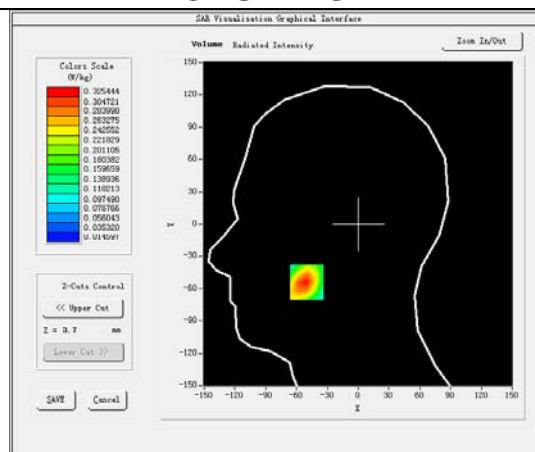 SAR Visualisation Graphical Interface
Volume Radiated Intensity
Zoom In/Out
Colors Scale
(W/kg)
0.325444
0.304721
0.283998
0.263275
0.242552
0.221829
0.201105
0.180382
0.159659
0.138936
0.118213
0.097490
0.076766
0.056043
0.035320
0.014597
150
120
90
60
30
0
-30
-60
-90
-120
-150
Y
-150 -120 -90 -60 -30 0 30 60 90 120 150
X
Z-Cuts Control
<< Upper Cut
Z = 3.7 mm
Lower Cut >>
SAVE Cancel